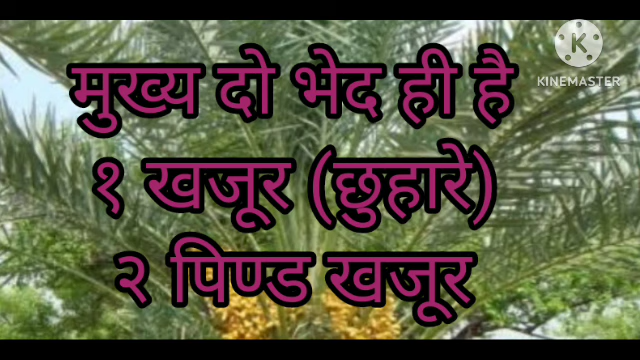 KINEMASTER
मुख्य दो भेद ही है
१ खजूर (छुहारे)
२ पिण्ड खजूर